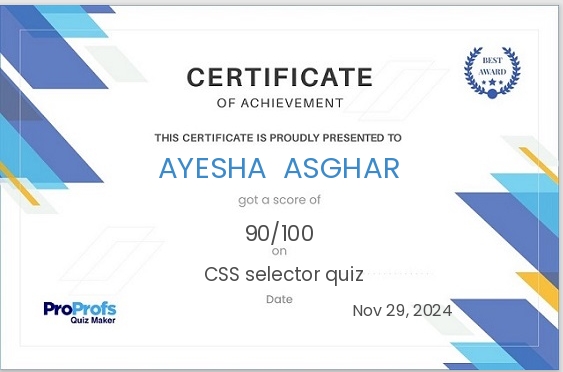 BEST
AWARD
CERTIFICATE
OF ACHIEVEMENT
THIS CERTIFICATE IS PROUDLY PRESENTED TO
AYESHA ASGHAR
got a score of
90/100
on
CSS selector quiz
Date
Nov 29, 2024
ProProfs
Quiz Maker